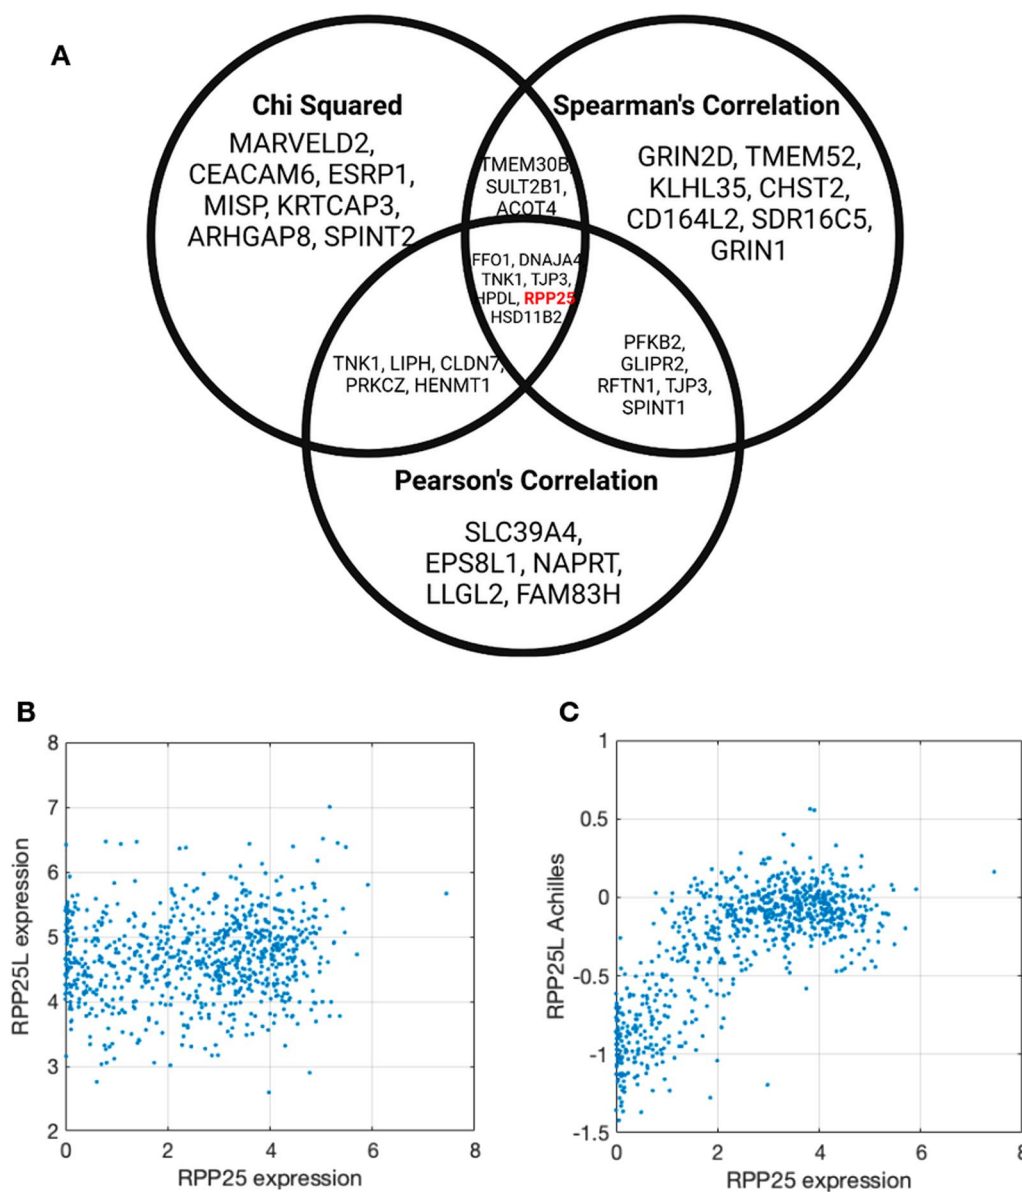 A
Chi Squared
MARVELD2,
CEACAM6, ESRP1,
MISP, KRTCAP3,
ARHGAP8, SPINT2
Spearman's Correlation
GRIN2D, TMEM52,
KLHL35, CHST2,
CD164L2, SDR16C5,
GRIN1
TMEM30B,
SULT2B1,
ACOT4
FFO1, DNAJA4
TNK1, TJP3,
HPDL, RPP25
HSD11B2
TNK1, LIPH, CLDN7,
PRKCZ, HENMT1
PFKB2,
GLIPR2,
RFTN1, TJP3,
SPINT1
Pearson's Correlation
SLC39A4,
EPS8L1, NAPRT,
LLGL2, FAM83H
B
8
7
6
5
4
3
2
0 2 4 6 8
RPP25L expression
RPP25 expression
C
1
0.5
0
-0.5
-1
-1.5
0 2 4 6 8
RPP25L Achilles
RPP25 expression